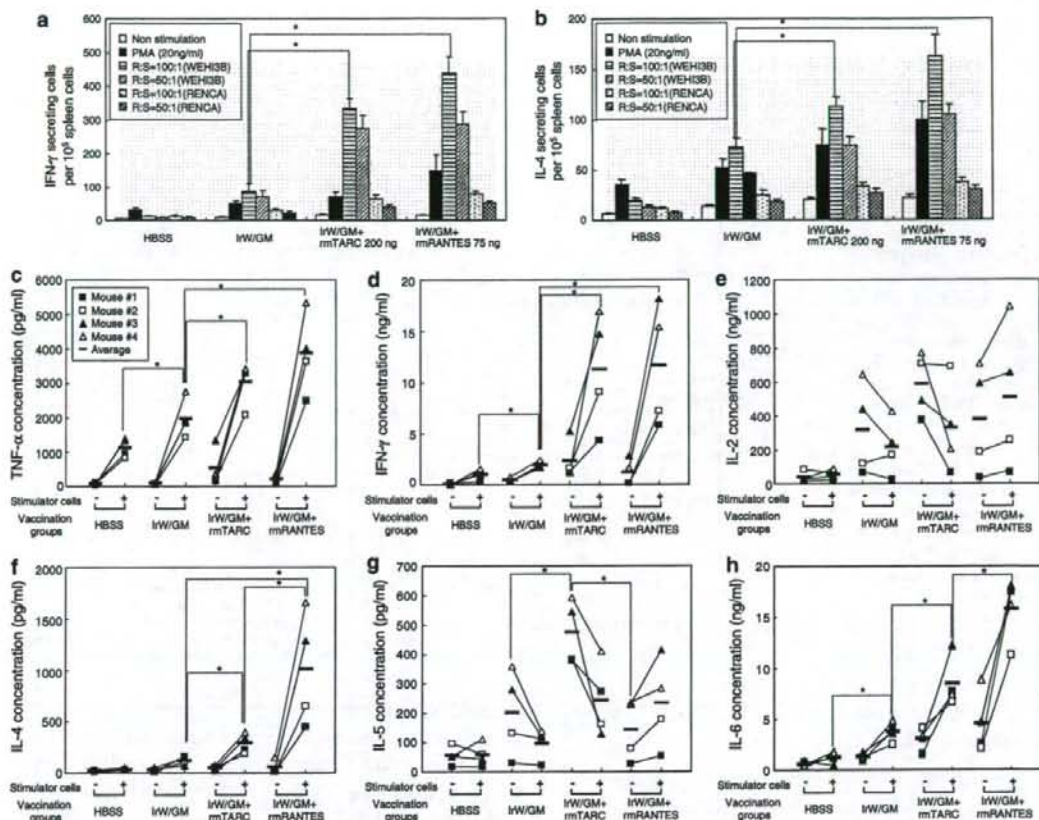 a
600
500
400
300
200
100
0
IFN-γ secreting cells
per 10⁵ spleen cells
Non stimulation
PMA (20ng/ml)
R:S=100:1(WEHI3B)
R:S=50:1(WEHI3B)
R:S=100:1(RENCA)
R:S=50:1(RENCA)
*
*
HBSS
IrW/GM
IrW/GM+
rmTARC 200 ng
IrW/GM+
rmRANTES 75 ng
b
200
150
100
50
0
IL-4 secreting cells
per 10⁵ spleen cells
Non stimulation
PMA (20ng/ml)
R:S=100:1(WEHI3B)
R:S=50:1(WEHI3B)
R:S=100:1(RENCA)
R:S=50:1(RENCA)
*
*
HBSS
IrW/GM
IrW/GM+
rmTARC 200 ng
IrW/GM+
rmRANTES 75 ng
c
6000
5000
4000
3000
2000
1000
0
TNF-α concentration (pg/ml)
Mouse #1
Mouse #2
Mouse #3
Mouse #4
Average
*
*
*
Stimulator cells - + - + - + - +
Vaccination
groups
HBSS
IrW/GM
IrW/GM+
rmTARC
IrW/GM+
rmRANTES
d
20
15
10
5
0
IFN-γ concentration (pg/ml)
*
*
*
Stimulator cells - + - + - + - +
Vaccination
groups
HBSS
IrW/GM
IrW/GM+
rmTARC
IrW/GM+
rmRANTES
e
1200
1000
800
600
400
200
0
IL-2 concentration (ng/ml)
Stimulator cells - + - + - + - +
Vaccination
groups
HBSS
IrW/GM
IrW/GM+
rmTARC
IrW/GM+
rmRANTES
f
2000
1500
1000
500
0
IL-4 concentration (pg/ml)
*
*
*
Stimulator cells - + - + - + - +
Vaccination
groups
HBSS
IrW/GM
IrW/GM+
rmTARC
IrW/GM+
rmRANTES
g
700
600
500
400
300
200
100
0
IL-5 concentration (pg/ml)
*
*
Stimulator cells - + - + - + - +
Vaccination
groups
HBSS
IrW/GM
IrW/GM+
rmTARC
IrW/GM+
rmRANTES
h
20
15
10
5
0
IL-6 concentration (ng/ml)
*
*
*
Stimulator cells - + - + - + - +
Vaccination
groups
HBSS
IrW/GM
IrW/GM+
rmTARC
IrW/GM+
rmRANTES